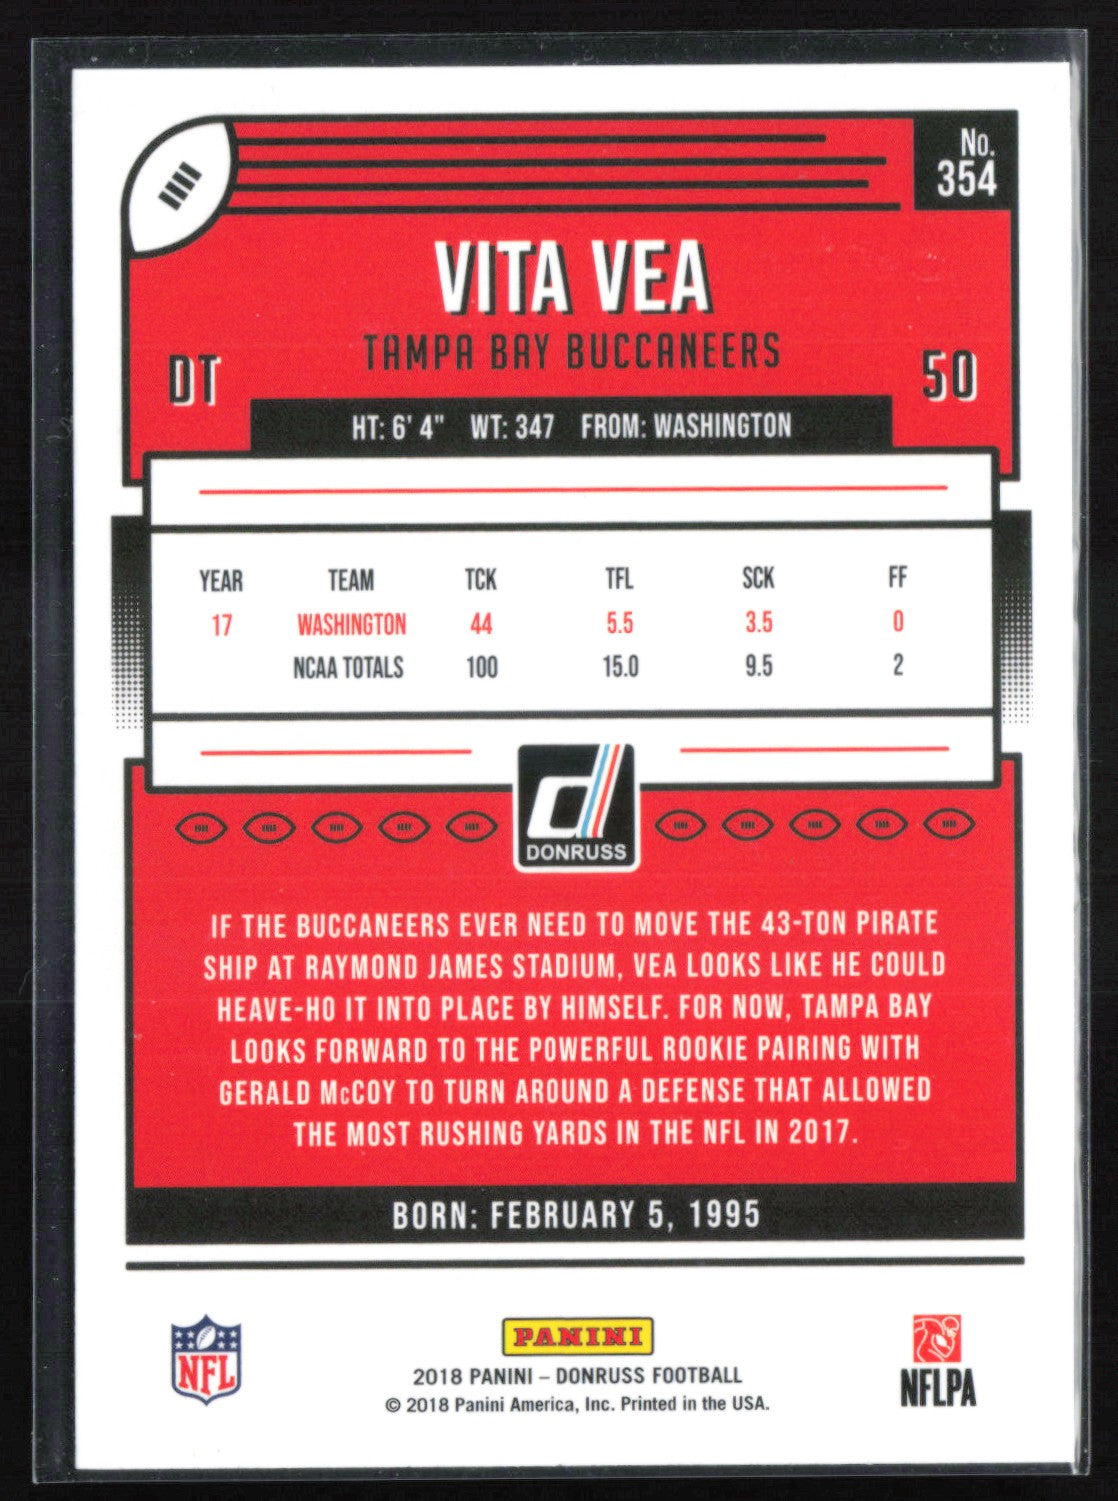 No.
354
VITA VEA
TAMPA BAY BUCCANEERS
DT
50
HT: 6' 4" WT: 347 FROM: WASHINGTON
YEAR TEAM TCK TFL SCK FF
17 WASHINGTON 44 5.5 3.5 0
NCAA TOTALS 100 15.0 9.5 2
d
DONRUSS
IF THE BUCCANEERS EVER NEED TO MOVE THE 43-TON PIRATE
SHIP AT RAYMOND JAMES STADIUM, VEA LOOKS LIKE HE COULD
HEAVE-HO IT INTO PLACE BY HIMSELF. FOR NOW, TAMPA BAY
LOOKS FORWARD TO THE POWERFUL ROOKIE PAIRING WITH
GERALD McCOY TO TURN AROUND A DEFENSE THAT ALLOWED
THE MOST RUSHING YARDS IN THE NFL IN 2017.
BORN: FEBRUARY 5, 1995
NFL
PANINI
2018 PANINI – DONRUSS FOOTBALL
© 2018 Panini America, Inc. Printed in the USA.
NFLPA